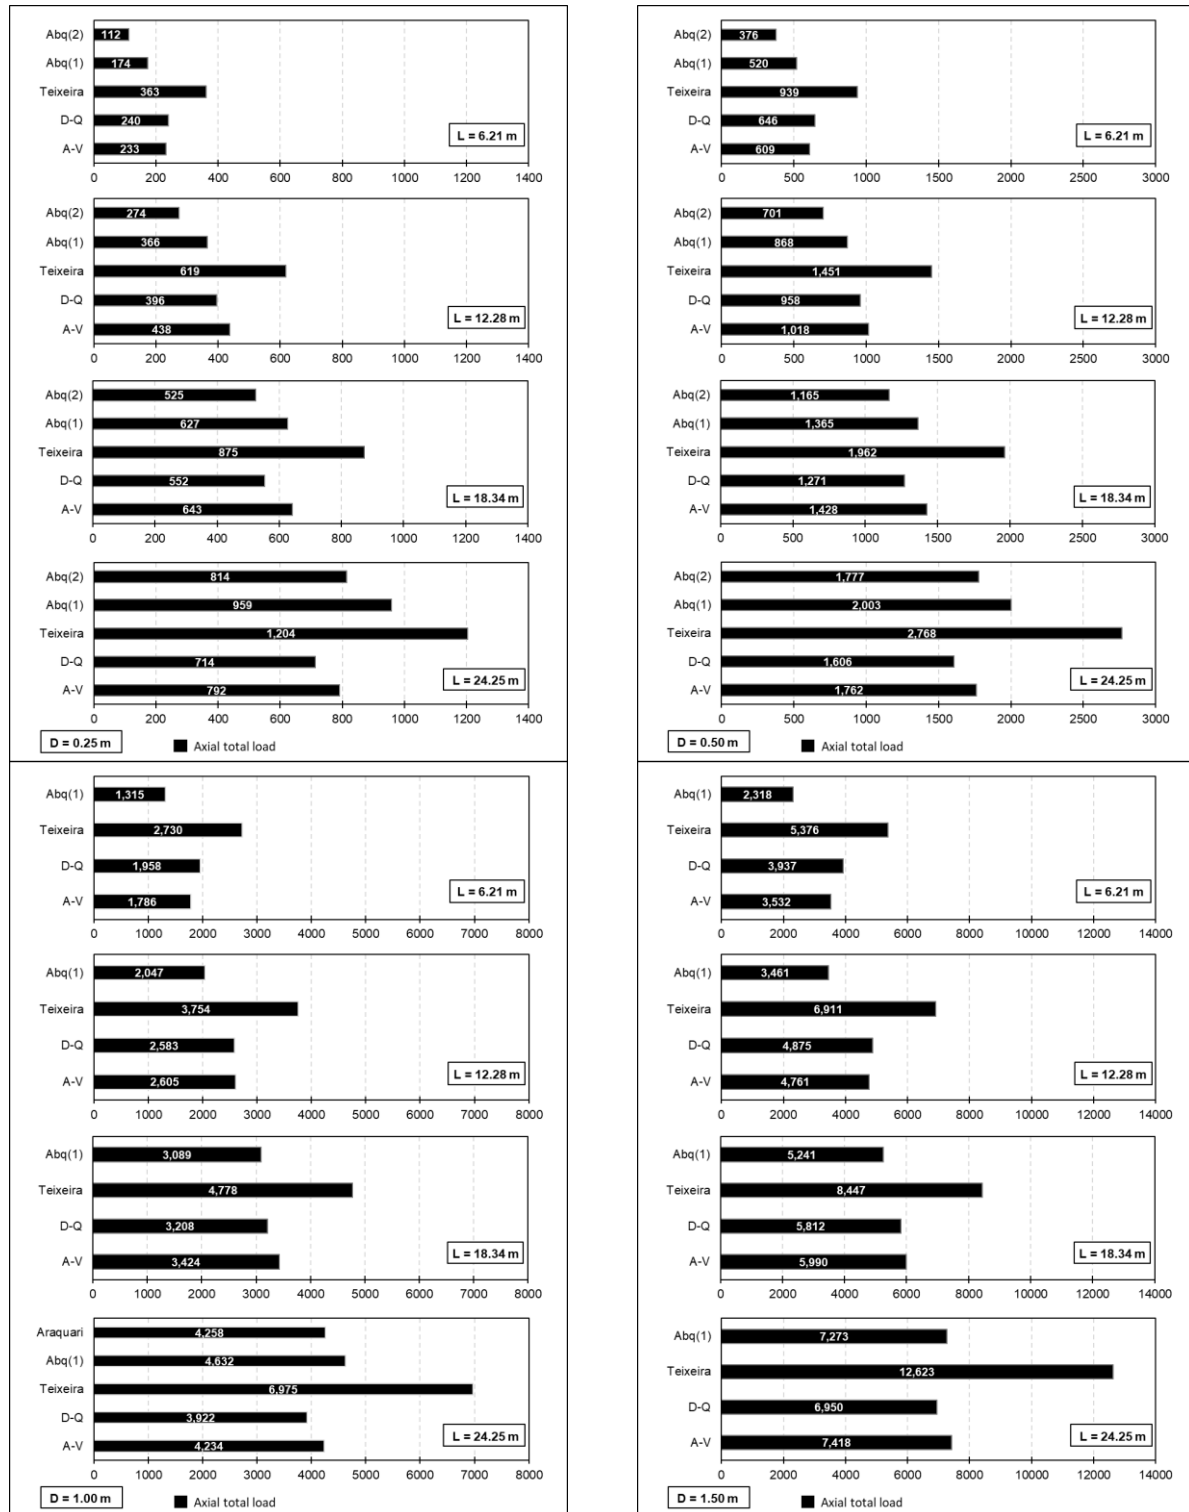 Abq(2) 112
Abq(1) 174
Teixeira 363
D-Q 240
A-V 233
L = 6.21 m
0 200 400 600 800 1000 1200 1400
Abq(2) 274
Abq(1) 366
Teixeira 619
D-Q 396
A-V 438
L = 12.28 m
0 200 400 600 800 1000 1200 1400
Abq(2) 525
Abq(1) 627
Teixeira 875
D-Q 552
A-V 643
L = 18.34 m
0 200 400 600 800 1000 1200 1400
Abq(2) 814
Abq(1) 959
Teixeira 1,204
D-Q 714
A-V 792
L = 24.25 m
0 200 400 600 800 1000 1200 1400
D = 0.25 m Axial total load
Abq(2) 376
Abq(1) 520
Teixeira 939
D-Q 646
A-V 609
L = 6.21 m
0 500 1000 1500 2000 2500 3000
Abq(2) 701
Abq(1) 868
Teixeira 1,451
D-Q 958
A-V 1,018
L = 12.28 m
0 500 1000 1500 2000 2500 3000
Abq(2) 1,165
Abq(1) 1,365
Teixeira 1,962
D-Q 1,271
A-V 1,428
L = 18.34 m
0 500 1000 1500 2000 2500 3000
Abq(2) 1,777
Abq(1) 2,003
Teixeira 2,768
D-Q 1,606
A-V 1,762
L = 24.25 m
0 500 1000 1500 2000 2500 3000
D = 0.50 m Axial total load
Abq(1) 1,315
Teixeira 2,730
D-Q 1,958
A-V 1,786
L = 6.21 m
0 1000 2000 3000 4000 5000 6000 7000 8000
Abq(1) 2,047
Teixeira 3,754
D-Q 2,583
A-V 2,605
L = 12.28 m
0 1000 2000 3000 4000 5000 6000 7000 8000
Abq(1) 3,089
Teixeira 4,778
D-Q 3,208
A-V 3,424
L = 18.34 m
0 1000 2000 3000 4000 5000 6000 7000 8000
Araquari 4,258
Abq(1) 4,632
Teixeira 6,975
D-Q 3,922
A-V 4,234
L = 24.25 m
0 1000 2000 3000 4000 5000 6000 7000 8000
D = 1.00 m Axial total load
Abq(1) 2,318
Teixeira 5,376
D-Q 3,937
A-V 3,532
L = 6.21 m
0 2000 4000 6000 8000 10000 12000 14000
Abq(1) 3,461
Teixeira 6,911
D-Q 4,875
A-V 4,761
L = 12.28 m
0 2000 4000 6000 8000 10000 12000 14000
Abq(1) 5,241
Teixeira 8,447
D-Q 5,812
A-V 5,990
L = 18.34 m
0 2000 4000 6000 8000 10000 12000 14000
Abq(1) 7,273
Teixeira 12,623
D-Q 6,950
A-V 7,418
L = 24.25 m
0 2000 4000 6000 8000 10000 12000 14000
D = 1.50 m Axial total load